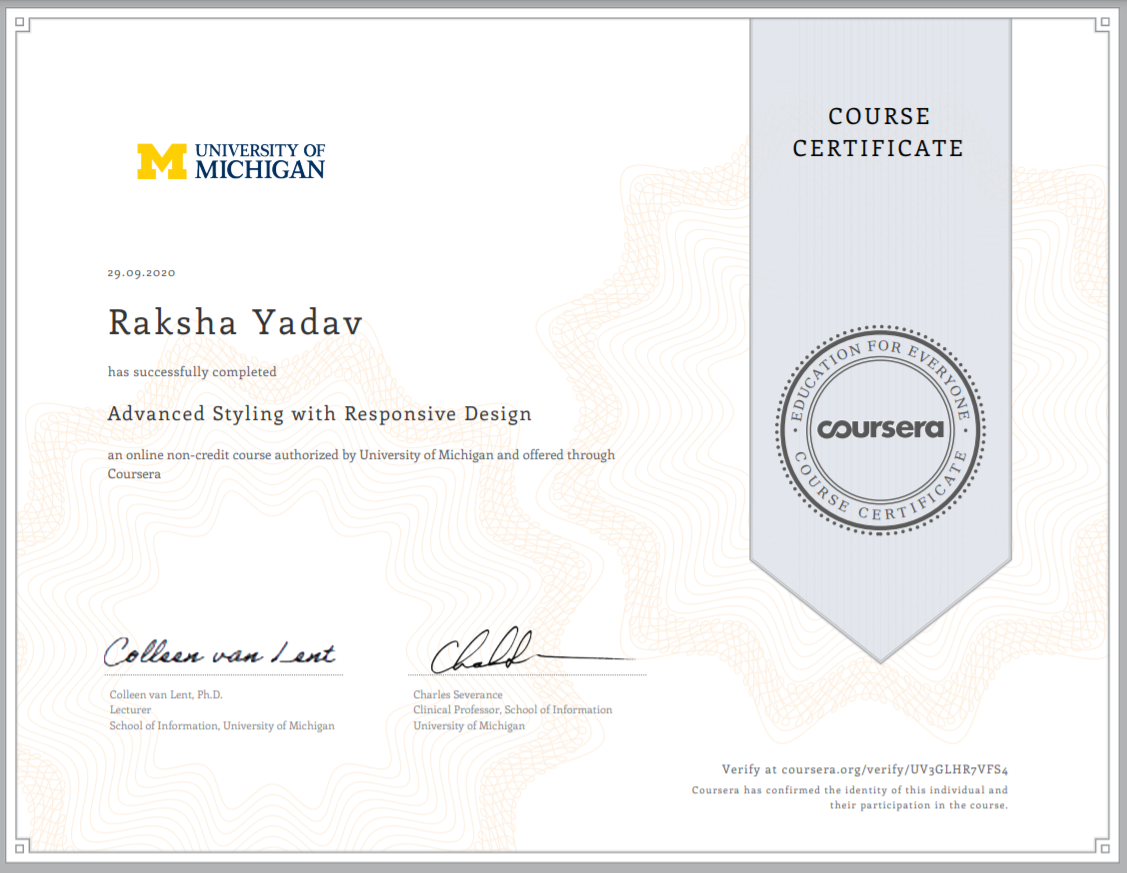 UNIVERSITY OF
MICHIGAN
COURSE
CERTIFICATE
29.09.2020
Raksha Yadav
has successfully completed
Advanced Styling with Responsive Design
an online non-credit course authorized by University of Michigan and offered through
Coursera
EDUCATION FOR EVERYONE
coursera
COURSE CERTIFICATE
Colleen van Lent
Colleen van Lent, Ph.D.
Lecturer
School of Information, University of Michigan
Charles Severance
Clinical Professor, School of Information
University of Michigan
Verify at coursera.org/verify/UV3GLHR7VFS4
Coursera has confirmed the identity of this individual and
their participation in the course.